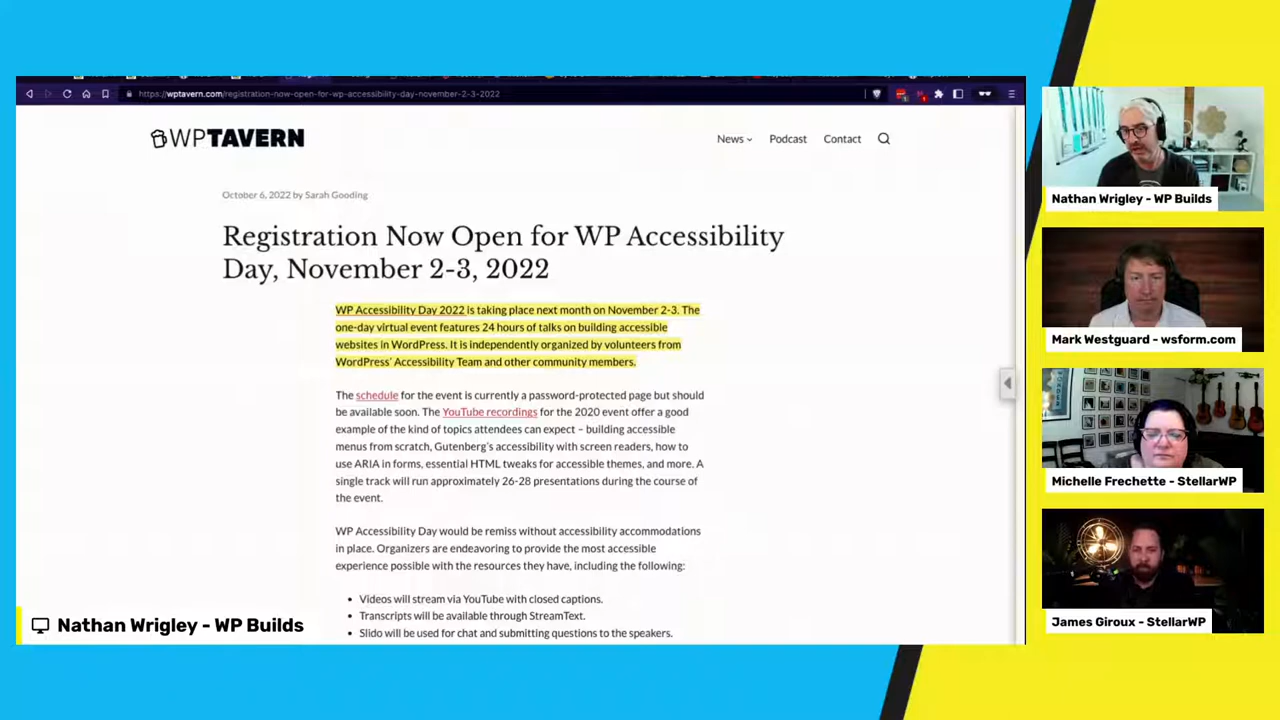 https://wptavern.com/registration-now-open-for-wp-accessibility-day-november-2-3-2022
WPTAVERN
News
Podcast
Contact
October 6, 2022 by Sarah Gooding
Registration Now Open for WP Accessibility
Day, November 2-3, 2022
WP Accessibility Day 2022 is taking place next month on November 2-3. The
one-day virtual event features 24 hours of talks on building accessible
websites in WordPress. It is independently organized by volunteers from
WordPress' Accessibility Team and other community members.
The schedule for the event is currently a password-protected page but should
be available soon. The YouTube recordings for the 2020 event offer a good
example of the kind of topics attendees can expect – building accessible
menus from scratch, Gutenberg's accessibility with screen readers, how to
use ARIA in forms, essential HTML tweaks for accessible themes, and more. A
single track will run approximately 26-28 presentations during the course of
the event.
WP Accessibility Day would be remiss without accessibility accommodations
in place. Organizers are endeavoring to provide the most accessible
experience possible with the resources they have, including the following:
• Videos will stream via YouTube with closed captions.
• Transcripts will be available through StreamText.
• Slido will be used for chat and submitting questions to the speakers.
Nathan Wrigley - WP Builds
Nathan Wrigley - WP Builds
Mark Westguard - wsform.com
Michelle Frechette - StellarWP
James Giroux - StellarWP